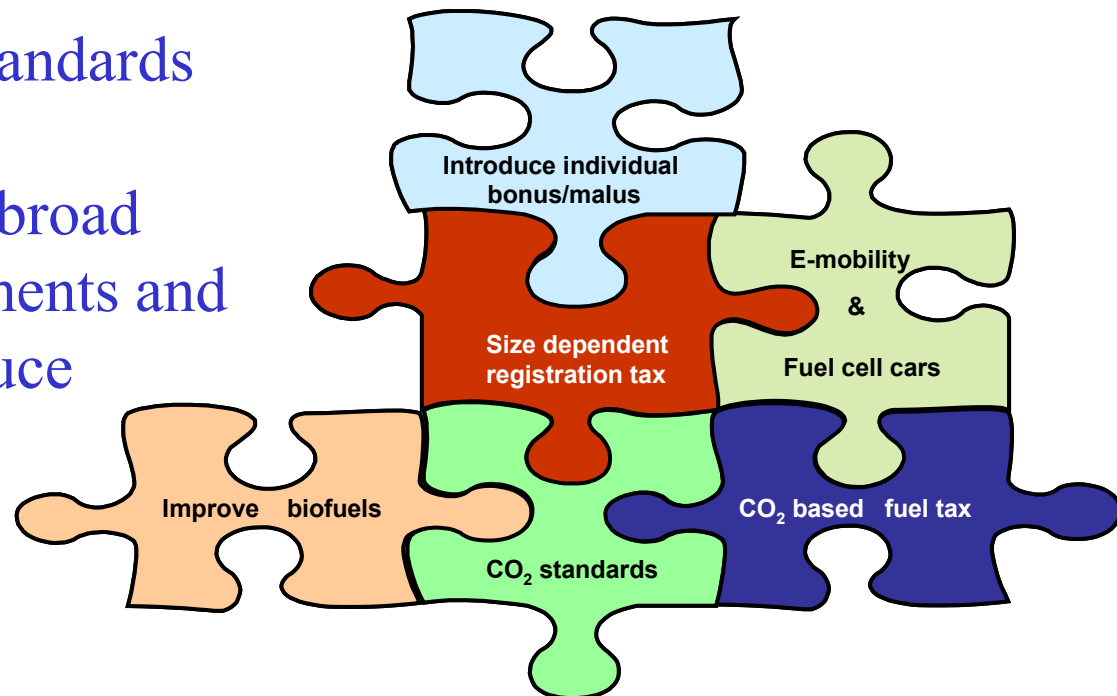 tandards
broad
nents and
uce
Introduce individual
bonus/malus
E-mobility
&
Fuel cell cars
Size dependent
registration tax
Improve biofuels
CO₂ based fuel tax
CO₂ standards